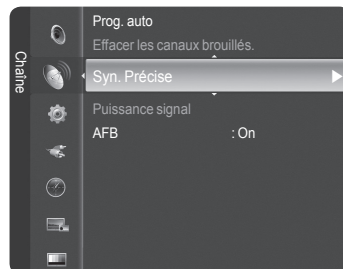 Chaîne
Prog. auto
Effacer les canaux brouillés.
Syn. Précise
Puissance signal
AFB : On